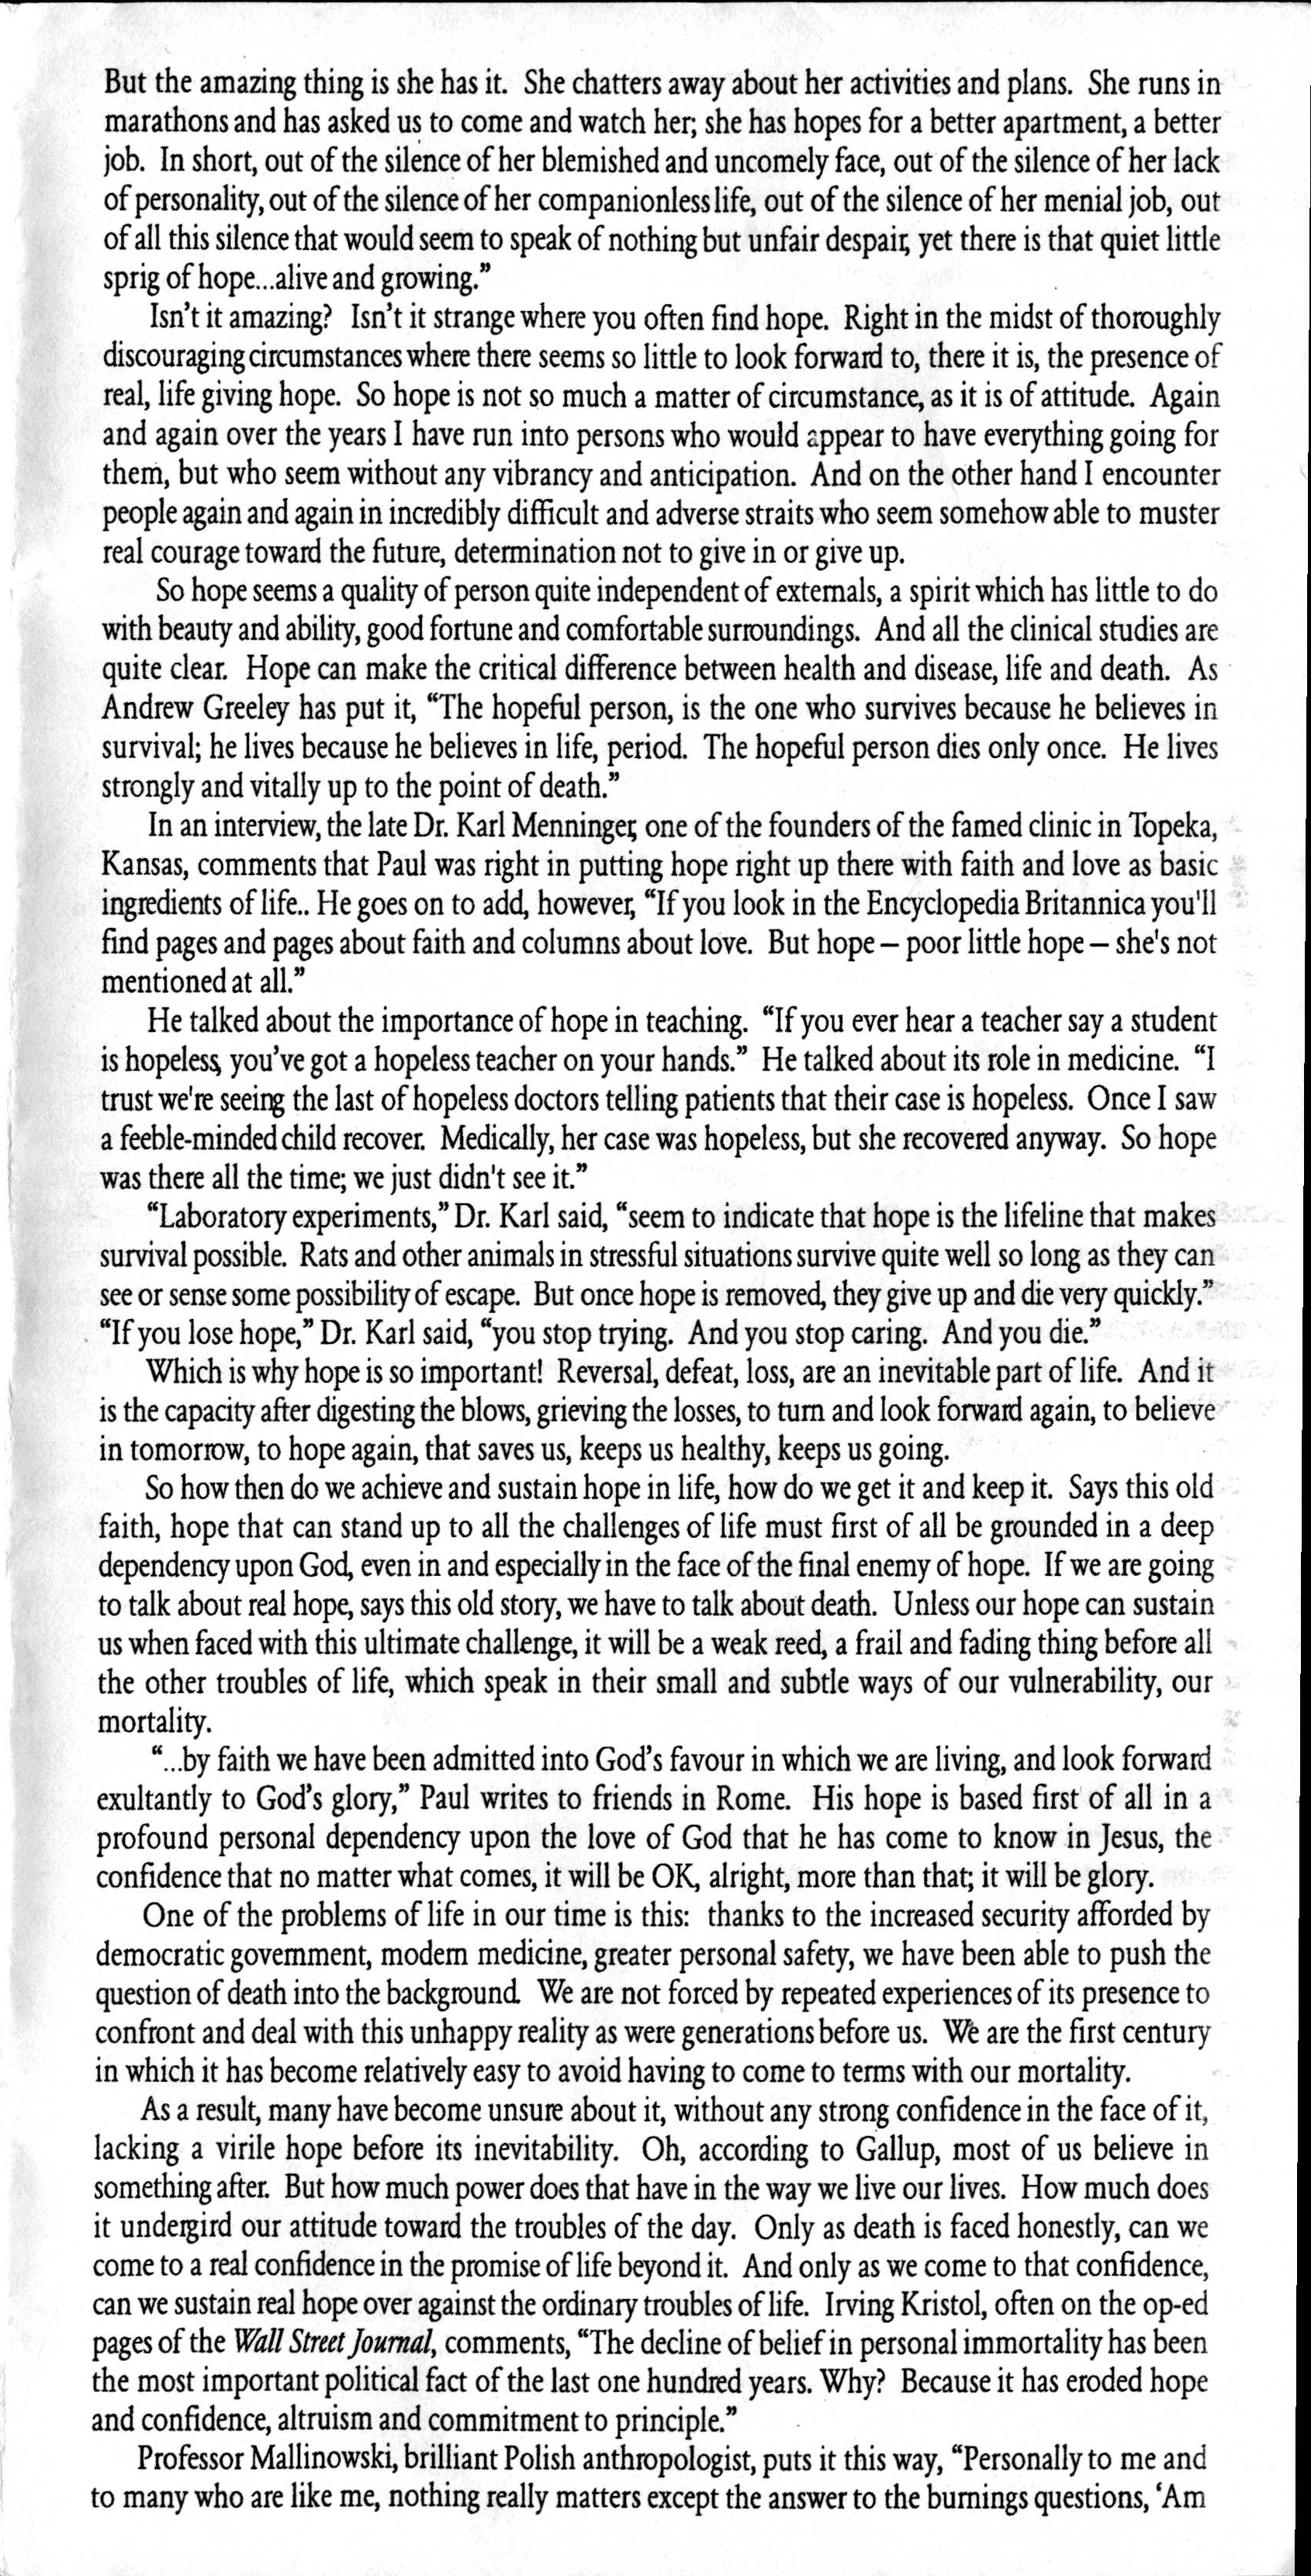 But the amazing thing is she has it. She chatters away about her activities and plans. She runs in
marathons and has asked us to come and watch her; she has hopes for a better apartment, a better
job. In short, out of the silence of her blemished and uncomely face, out of the silence of her lack
of personality, out of the silence of her companionless life, out of the silence of her menial job, out
of all this silence that would seem to speak of nothing but unfair despair, yet there is that quiet little
sprig of hope...alive and growing.”
Isn’t it amazing? Isn’t it strange where you often find hope. Right in the midst of thoroughly
discouraging circumstances where there seems so little to look forward to, there it is, the presence of
real, life giving hope. So hope is not so much a matter of circumstance, as it is of attitude. Again
and again over the years I have run into persons who would appear to have everything going for
them, but who seem without any vibrancy and anticipation. And on the other hand I encounter
people again and again in incredibly difficult and adverse straits who seem somehow able to muster
real courage toward the future, determination not to give in or give up.
So hope seems a quality of person quite independent of externals, a spirit which has little to do
with beauty and ability, good fortune and comfortable surroundings. And all the clinical studies are
quite clear. Hope can make the critical difference between health and disease, life and death. As
Andrew Greeley has put it, “The hopeful person, is the one who survives because he believes in
survival; he lives because he believes in life, period. The hopeful person dies only once. He lives
strongly and vitally up to the point of death.”
In an interview, the late Dr. Karl Menninger, one of the founders of the famed clinic in Topeka,
Kansas, comments that Paul was right in putting hope right up there with faith and love as basic
ingredients of life.. He goes on to add, however, “If you look in the Encyclopedia Britannica you'll
find pages and pages about faith and columns about love. But hope – poor little hope – she's not
mentioned at all.”
He talked about the importance of hope in teaching. “If you ever hear a teacher say a student
is hopeless, you’ve got a hopeless teacher on your hands.” He talked about its role in medicine. “I
trust we're seeing the last of hopeless doctors telling patients that their case is hopeless. Once I saw
a feeble-minded child recover. Medically, her case was hopeless, but she recovered anyway. So hope
was there all the time; we just didn't see it.”
“Laboratory experiments,” Dr. Karl said, “seem to indicate that hope is the lifeline that makes
survival possible. Rats and other animals in stressful situations survive quite well so long as they can
see or sense some possibility of escape. But once hope is removed, they give up and die very quickly.”
“If you lose hope,” Dr. Karl said, “you stop trying. And you stop caring. And you die.”
Which is why hope is so important! Reversal, defeat, loss, are an inevitable part of life. And it
is the capacity after digesting the blows, grieving the losses, to turn and look forward again, to believe
in tomorrow, to hope again, that saves us, keeps us healthy, keeps us going.
So how then do we achieve and sustain hope in life, how do we get it and keep it. Says this old
faith, hope that can stand up to all the challenges of life must first of all be grounded in a deep
dependency upon God, even in and especially in the face of the final enemy of hope. If we are going
to talk about real hope, says this old story, we have to talk about death. Unless our hope can sustain
us when faced with this ultimate challenge, it will be a weak reed, a frail and fading thing before all
the other troubles of life, which speak in their small and subtle ways of our vulnerability, our
mortality.
“...by faith we have been admitted into God’s favour in which we are living, and look forward
exultantly to God’s glory,” Paul writes to friends in Rome. His hope is based first of all in a
profound personal dependency upon the love of God that he has come to know in Jesus, the
confidence that no matter what comes, it will be OK, alright, more than that; it will be glory.
One of the problems of life in our time is this: thanks to the increased security afforded by
democratic government, modern medicine, greater personal safety, we have been able to push the
question of death into the background. We are not forced by repeated experiences of its presence to
confront and deal with this unhappy reality as were generations before us. We are the first century
in which it has become relatively easy to avoid having to come to terms with our mortality.
As a result, many have become unsure about it, without any strong confidence in the face of it,
lacking a virile hope before its inevitability. Oh, according to Gallup, most of us believe in
something after. But how much power does that have in the way we live our lives. How much does
it undergird our attitude toward the troubles of the day. Only as death is faced honestly, can we
come to a real confidence in the promise of life beyond it. And only as we come to that confidence,
can we sustain real hope over against the ordinary troubles of life. Irving Kristol, often on the op-ed
pages of the Wall Street Journal, comments, “The decline of belief in personal immortality has been
the most important political fact of the last one hundred years. Why? Because it has eroded hope
and confidence, altruism and commitment to principle.”
Professor Mallinowski, brilliant Polish anthropologist, puts it this way, “Personally to me and
to many who are like me, nothing really matters except the answer to the burnings questions, ‘Am